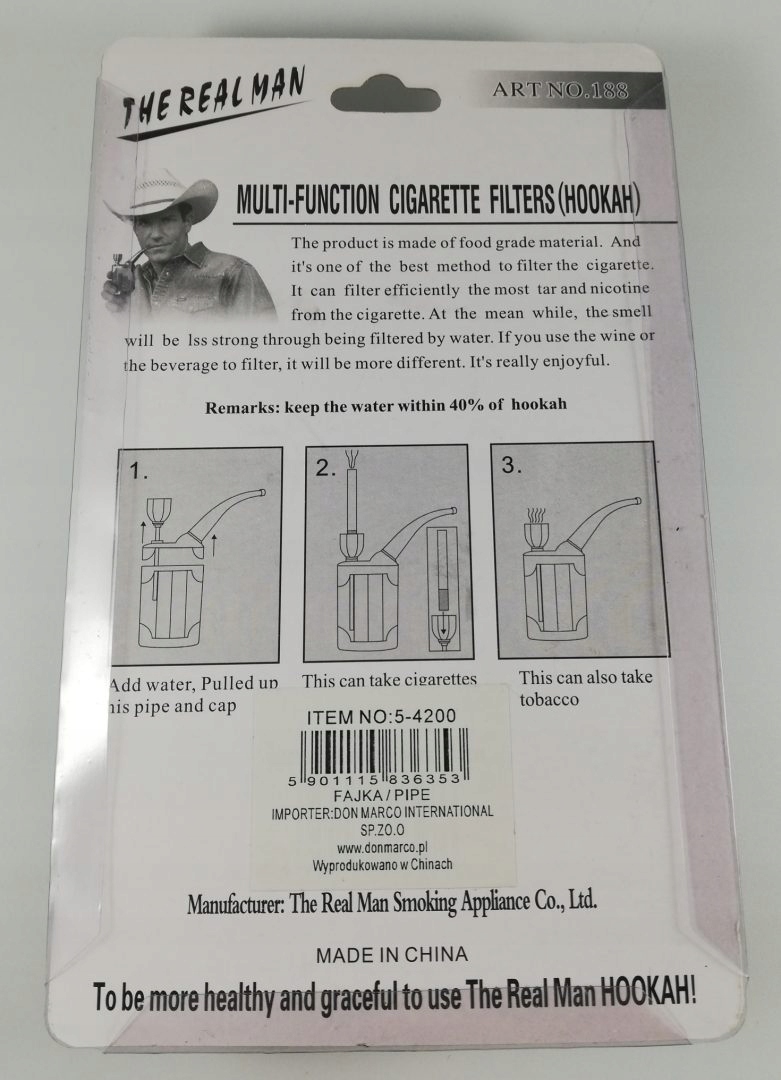 THE REAL MAN
ART NO.188
MULTI-FUNCTION CIGARETTE FILTERS (HOOKAH)
The product is made of food grade material. And
it's one of the best method to filter the cigarette.
It can filter efficiently the most tar and nicotine
from the cigarette. At the mean while, the smell
will be lss strong through being filtered by water. If you use the wine or
the beverage to filter, it will be more different. It's really enjoyful.
Remarks: keep the water within 40% of hookah
1.
2.
3.
Add water, Pulled up
his pipe and cap
This can take cigarettes
This can also take
tobacco
ITEM NO:5-4200
5 901115 836353
FAJKA / PIPE
IMPORTER:DON MARCO INTERNATIONAL
SP.ZO.O
www.donmarco.pl
Wyprodukowano w Chinach
Manufacturer: The Real Man Smoking Appliance Co., Ltd.
MADE IN CHINA
To be more healthy and graceful to use The Real Man HOOKAH!